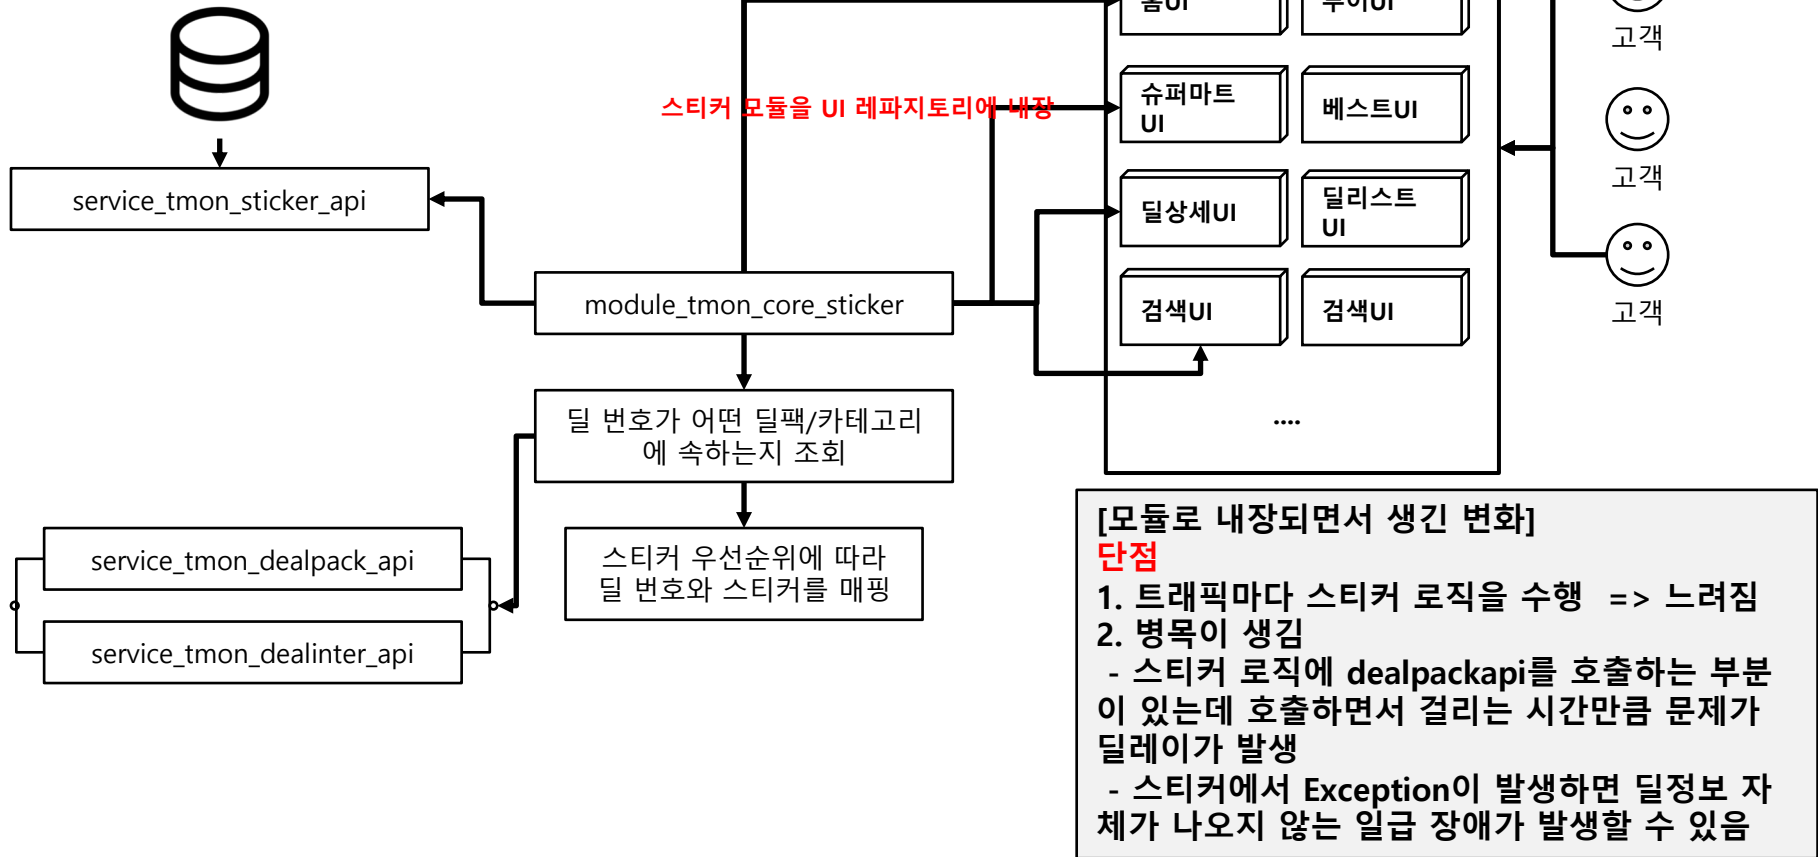 고객
스티커 모듈을 UI 레파지토리에 내장
슈퍼마트
UI
베스트UI
고객
service_tmon_sticker_api
딜상세UI
딜리스트
UI
module_tmon_core_sticker
검색UI
검색UI
고객
딜 번호가 어떤 딜팩/카테고리
에 속하는지 조회
....
[모듈로 내장되면서 생긴 변화]
단점
1. 트래픽마다 스티커 로직을 수행 => 느려짐
2. 병목이 생김
- 스티커 로직에 dealpackapi를 호출하는 부분
이 있는데 호출하면서 걸리는 시간만큼 문제가
딜레이가 발생
- 스티커에서 Exception이 발생하면 딜정보 자
체가 나오지 않는 일급 장애가 발생할 수 있음
service_tmon_dealpack_api
스티커 우선순위에 따라
딜 번호와 스티커를 매핑
service_tmon_dealinter_api